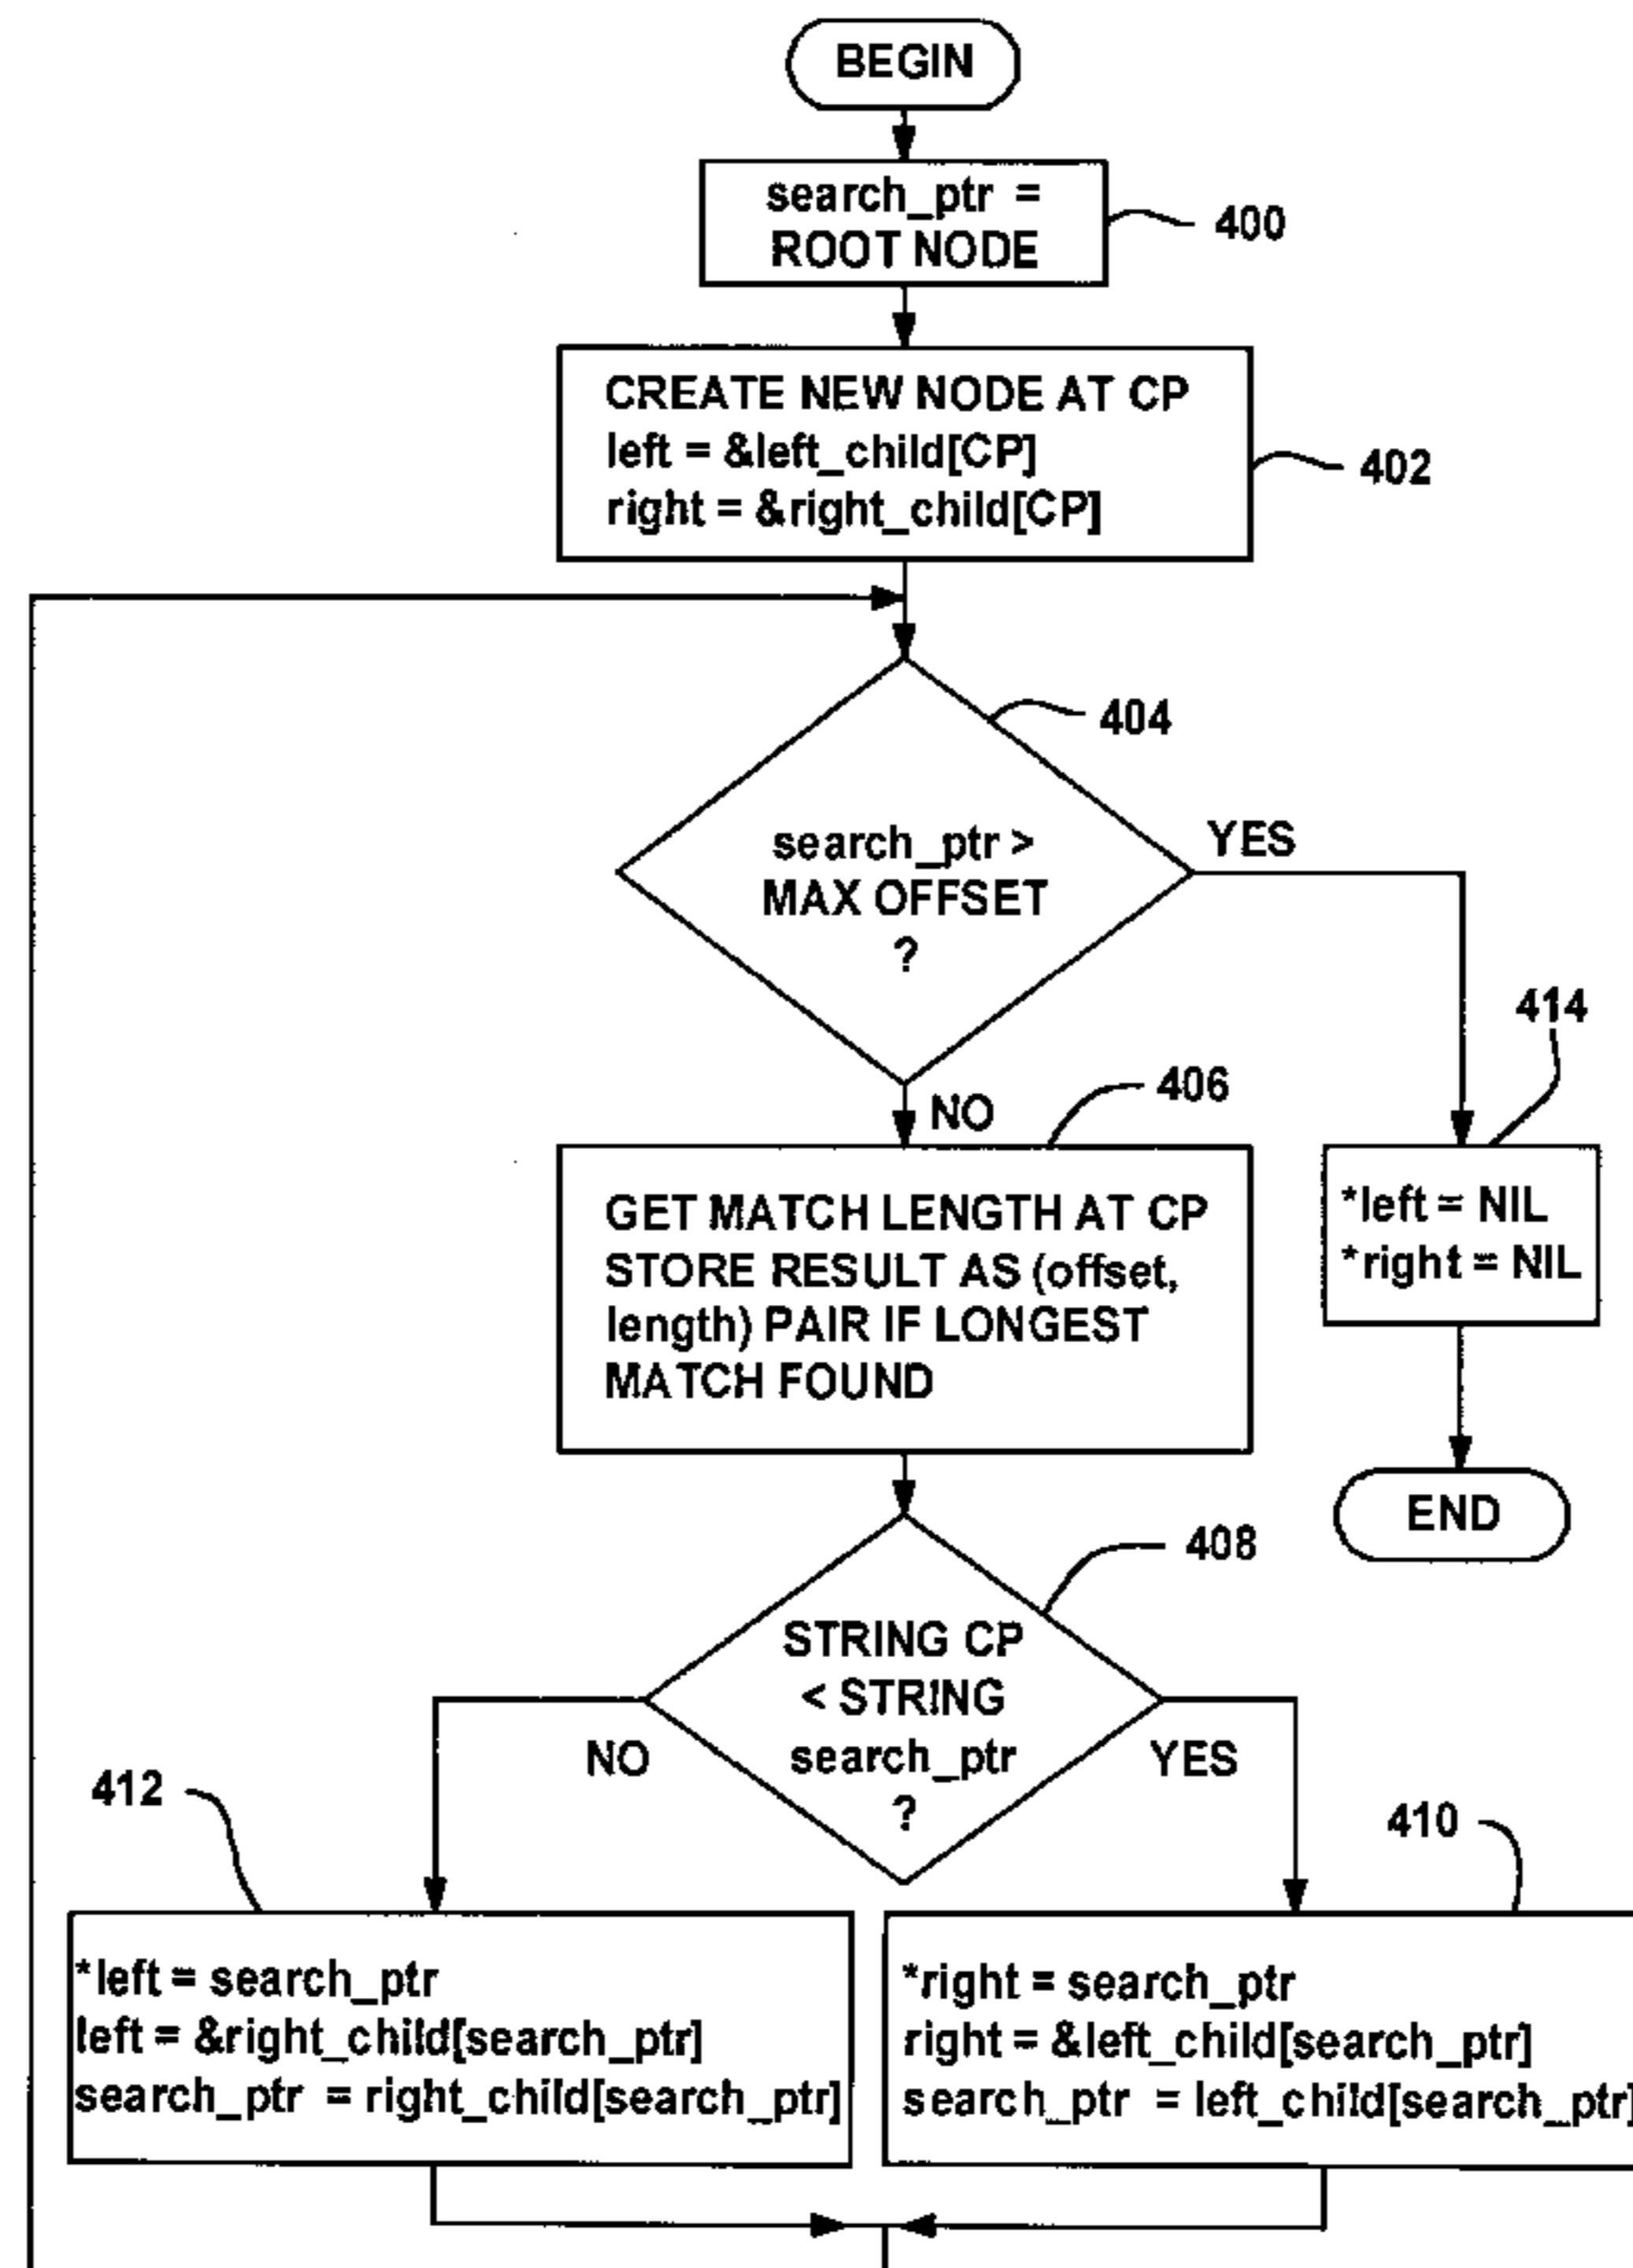 BEGIN
search_ptr =
ROOT NODE
400
CREATE NEW NODE AT CP
left = &left_child[CP]
right = &right_child[CP]
402
404
search_ptr >
MAX OFFSET
?
YES
414
406
NO
GET MATCH LENGTH AT CP
STORE RESULT AS (offset,
length) PAIR IF LONGEST
MATCH FOUND
*left = NIL
*right = NIL
END
408
STRING CP
< STRING
search_ptr
?
NO
YES
412
410
*left = search_ptr
left = &right_child[search_ptr]
search_ptr = right_child[search_ptr]
*right = search_ptr
right = &left_child[search_ptr]
search_ptr = left_child[search_ptr]